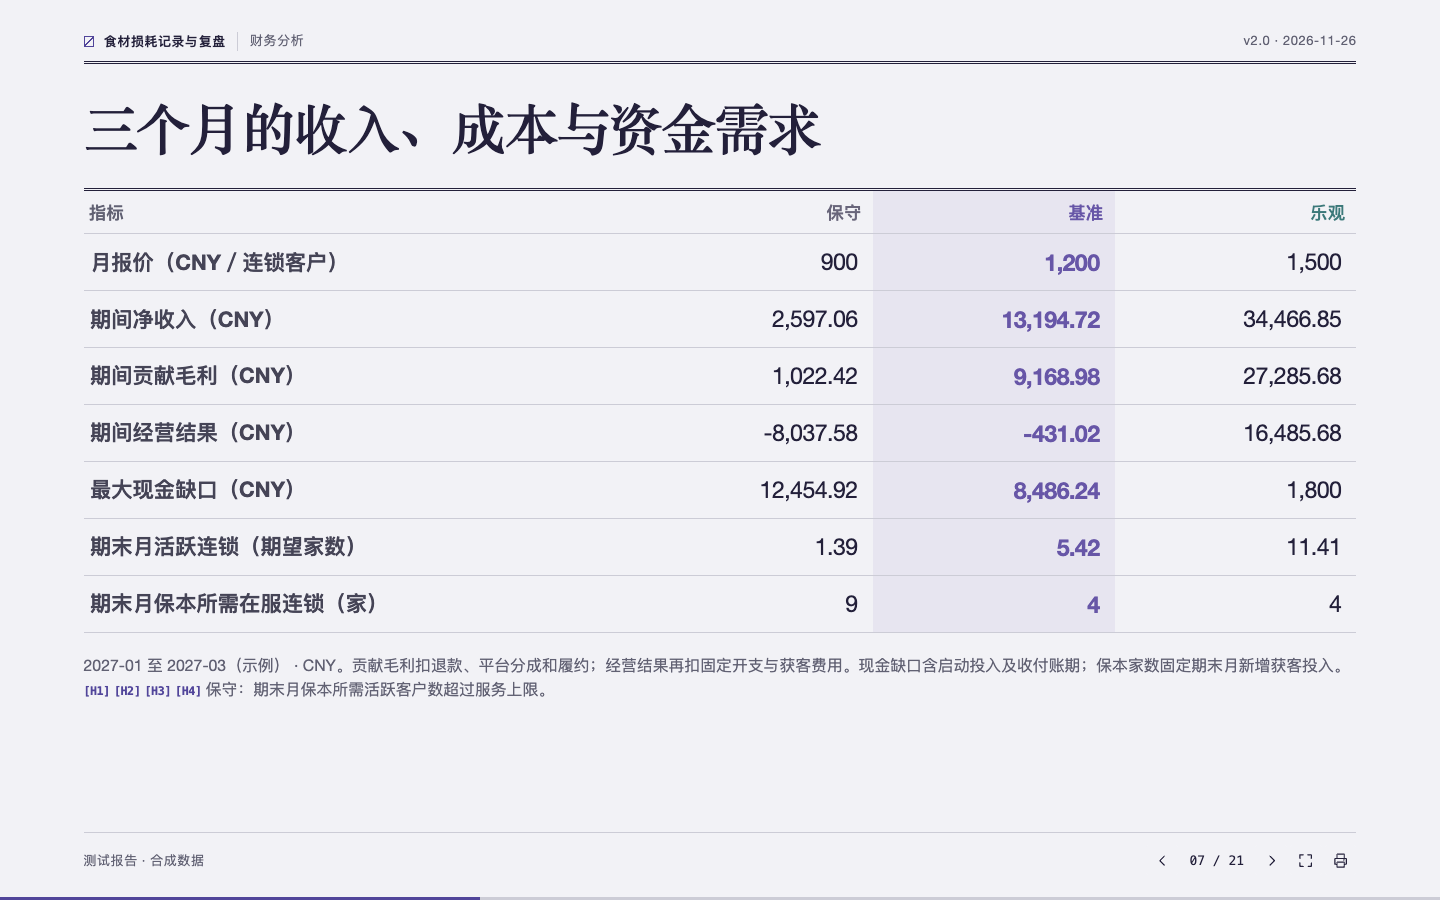 食材损耗记录与复盘 财务分析 v2.0 · 2026-11-26
三个月的收入、成本与资金需求
指标 保守 基准 乐观
月报价（CNY / 连锁客户） 900 1,200 1,500
期间净收入（CNY） 2,597.06 13,194.72 34,466.85
期间贡献毛利（CNY） 1,022.42 9,168.98 27,285.68
期间经营结果（CNY） -8,037.58 -431.02 16,485.68
最大现金缺口（CNY） 12,454.92 8,486.24 1,800
期末月活跃连锁（期望家数） 1.39 5.42 11.41
期末月保本所需在服连锁（家） 9 4 4
2027-01 至 2027-03（示例） · CNY。贡献毛利扣退款、平台分成和履约；经营结果再扣固定开支与获客费用。现金缺口含启动投入及收付账期；保本家数固定期末月新增获客投入。
[H1] [H2] [H3] [H4] 保守：期末月保本所需活跃客户数超过服务上限。
测试报告 · 合成数据 07 / 21